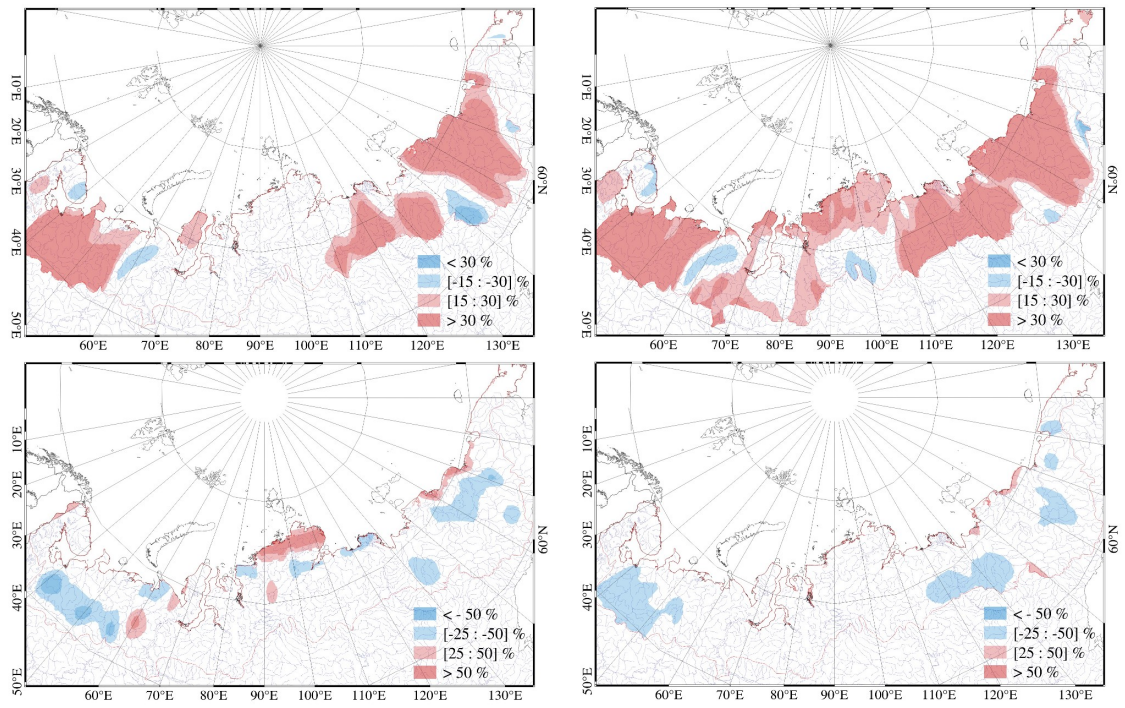 10°E
20°E
30°E
40°E
50°E
60°E
70°E
80°E
90°E
100°E
110°E
120°E
130°E
60°N
< 30 %
[-15 : -30] %
[15 : 30] %
> 30 %
10°E
20°E
30°E
40°E
50°E
60°E
70°E
80°E
90°E
100°E
110°E
120°E
130°E
60°N
< 30 %
[-15 : -30] %
[15 : 30] %
> 30 %
10°E
20°E
30°E
40°E
50°E
60°E
70°E
80°E
90°E
100°E
110°E
120°E
130°E
60°N
< - 50 %
[-25 : -50] %
[25 : 50] %
> 50 %
10°E
20°E
30°E
40°E
50°E
60°E
70°E
80°E
90°E
100°E
110°E
120°E
130°E
60°N
< - 50 %
[-25 : -50] %
[25 : 50] %
> 50 %